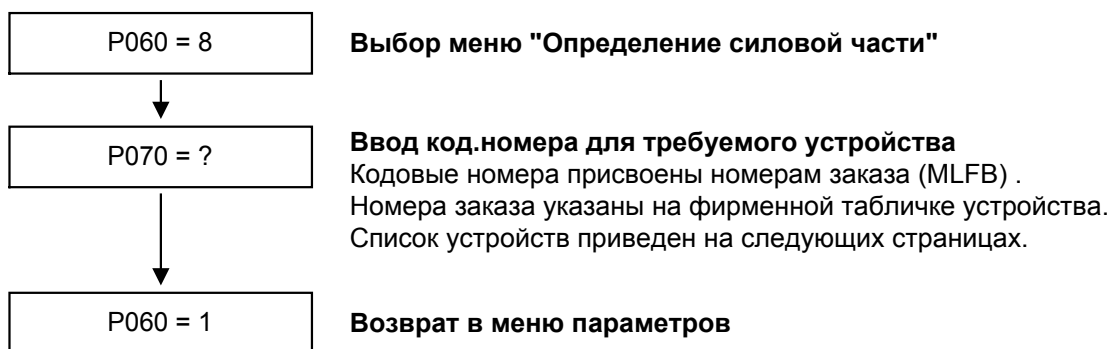 P060 = 8
Выбор меню "Определение силовой части"
P070 = ?
Ввод код.номера для требуемого устройства
Кодовые номера присвоены номерам заказа (MLFB) .
Номера заказа указаны на фирменной табличке устройства.
Список устройств приведен на следующих страницах.
P060 = 1
Возврат в меню параметров